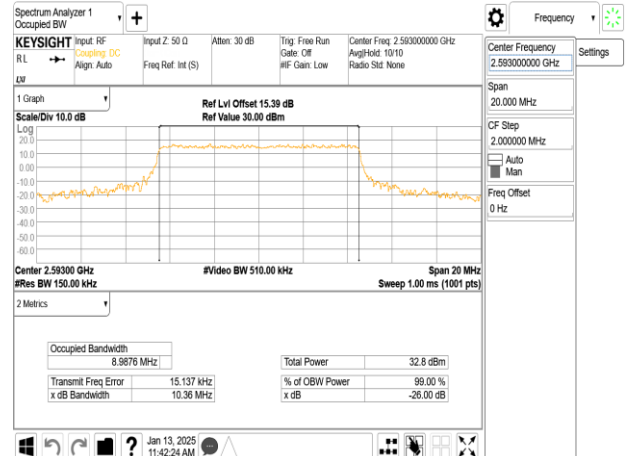 Spectrum Analyzer 1
Occupied BW
+
Frequency
KEYSIGHT
RL
LXI
Input: RF
Coupling: DC
Align: Auto
Input Z: 50 Ω
Freq Ref: Int (S)
Atten: 30 dB
Trig: Free Run
Gate: Off
#IF Gain: Low
Center Freq: 2.593000000 GHz
Avg|Hold: 10/10
Radio Std: None
Center Frequency
2.593000000 GHz
Settings
Span
20.000 MHz
CF Step
2.000000 MHz
Auto
Man
Freq Offset
0 Hz
1 Graph
Ref Lvl Offset 15.39 dB
Scale/Div 10.0 dB
Ref Value 30.00 dBm
Log
20.0
10.0
0.00
-10.0
-20.0
-30.0
-40.0
-50.0
-60.0
Center 2.59300 GHz
#Video BW 510.00 kHz
Span 20 MHz
#Res BW 150.00 kHz
Sweep 1.00 ms (1001 pts)
2 Metrics
Occupied Bandwidth
8.9876 MHz
Total Power 32.8 dBm
Transmit Freq Error 15.137 kHz
% of OBW Power 99.00 %
x dB Bandwidth 10.36 MHz
x dB -26.00 dB
?
Jan 13, 2025
11:42:24 AM